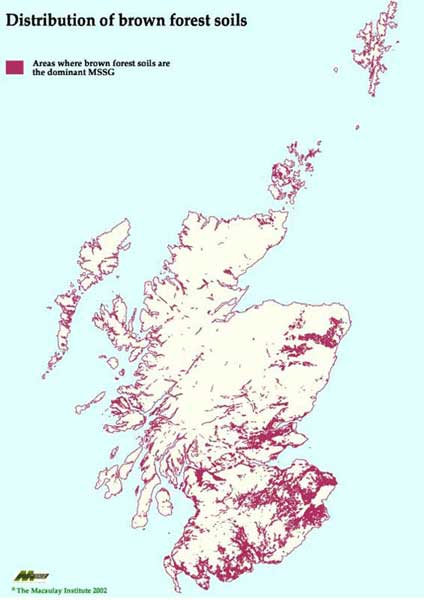 Distribution of brown forest soils
Areas where brown forest soils are
the dominant MSSG
© The Macaulay Institute 2002